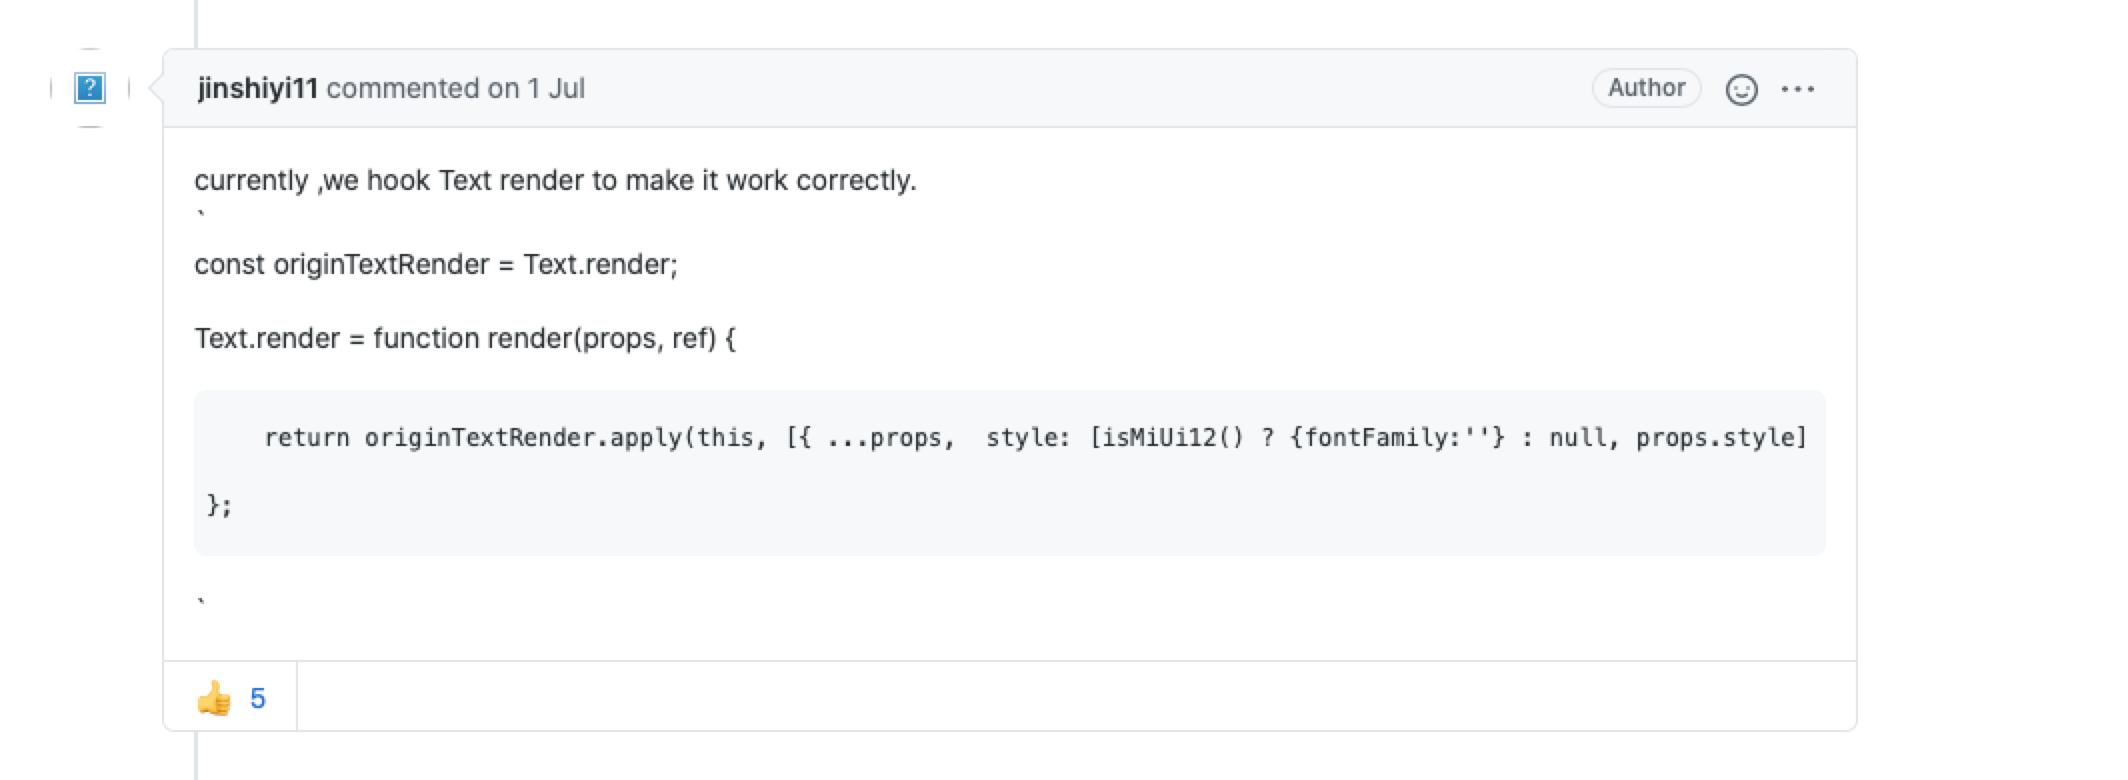 jinshiyi11 commented on 1 Jul Author
currently ,we hook Text render to make it work correctly.
`
const originTextRender = Text.render;
Text.render = function render(props, ref) {
return originTextRender.apply(this, [{ ...props,  style: [isMiUi12() ? {fontFamily:''} : null, props.style]
};
`
5